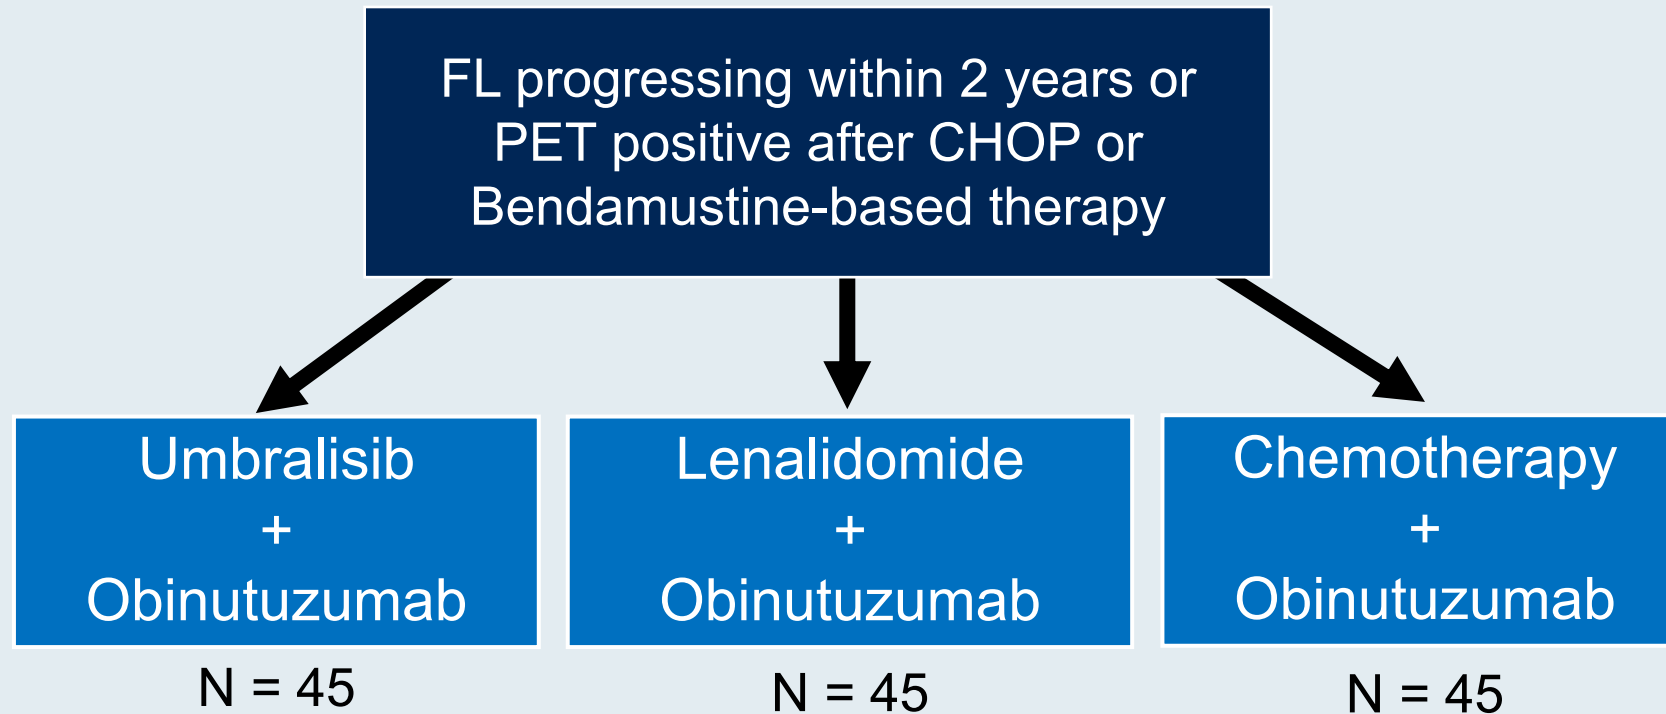 FL progressing within 2 years or
PET positive after CHOP or
Bendamustine-based therapy
Umbralisib
+
Obinutuzumab
N = 45
Lenalidomide
+
Obinutuzumab
N = 45
Chemotherapy
+
Obinutuzumab
N = 45